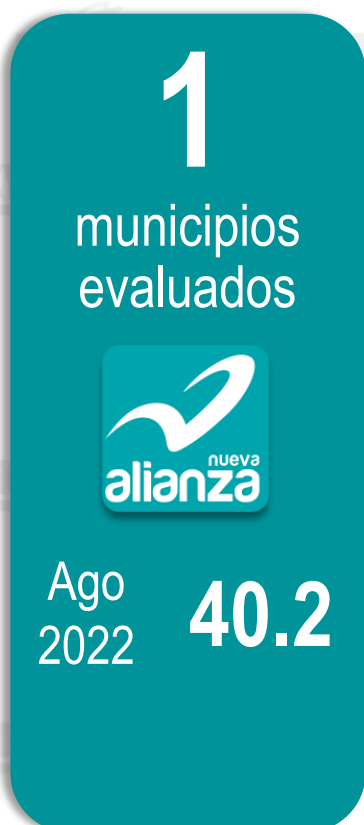 1
municipios
evaluados
nueva
alianza
Ago
2022
40.2